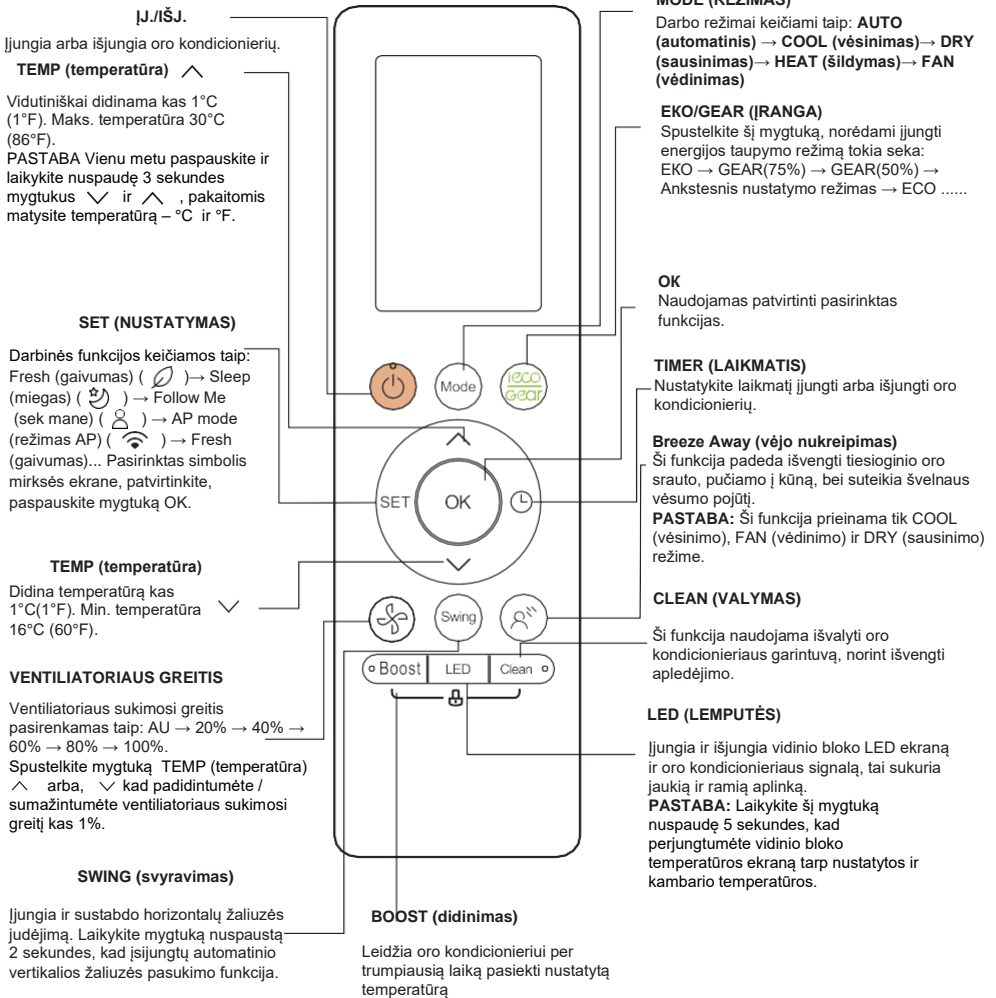 ĮJ./IŠJ.
Įjungia arba išjungia oro kondicionierių.
TEMP (temperatūra)
Vidutiniškai didinama kas 1°C
(1°F). Maks. temperatūra 30°C
(86°F).
PASTABA Vienu metu paspauskite ir
laikykite nuspaudę 3 sekundes
mygtukus ir , pakaitomis
matysite temperatūrą – °C ir °F.
SET (NUSTATYMAS)
Darbinės funkcijos keičiamos taip:
Fresh (gaivumas) ( )→ Sleep
(miegas) ( ) → Follow Me
(sek mane) ( ) → AP mode
(režimas AP) ( ) → Fresh
(gaivumas)... Pasirinktas simbolis
mirksės ekrane, patvirtinkite,
paspauskite mygtuką OK.
TEMP (temperatūra)
Didina temperatūrą kas
1°C(1°F). Min. temperatūra
16°C (60°F).
VENTILIATORIAUS GREITIS
Ventiliatoriaus sukimosi greitis
pasirenkamas taip: AU → 20% → 40% →
60% → 80% → 100%.
Spustelkite mygtuką TEMP (temperatūra)
arba, kad padidintumėte /
sumažintumėte ventiliatoriaus sukimosi
greitį kas 1%.
SWING (svyravimas)
Įjungia ir sustabdo horizontalų žaliuzės
judėjimą. Laikykite mygtuką nuspaustą
2 sekundes, kad įsijungtų automatinio
vertikalios žaliuzės pasukimo funkcija.
Mode
ieco
Gear
SET
OK
Swing
Boost
LED
Clean
BOOST (didinimas)
Leidžia oro kondicionieriui per
trumpiausią laiką pasiekti nustatytą
temperatūrą
MODE (REŽIMAS)
Darbo režimai keičiami taip: AUTO
(automatinis) → COOL (vėsinimas)→ DRY
(sausinimas)→ HEAT (šildymas)→ FAN
(vėdinimas)
EKO/GEAR (ĮRANGA)
Spustelkite šį mygtuką, norėdami įjungti
energijos taupymo režimą tokia seka:
EKO → GEAR(75%) → GEAR(50%) →
Ankstesnis nustatymo režimas → ECO ......
OK
Naudojamas patvirtinti pasirinktas
funkcijas.
TIMER (LAIKMATIS)
Nustatykite laikmatį įjungti arba išjungti oro
kondicionierių.
Breeze Away (vėjo nukreipimas)
Ši funkcija padeda išvengti tiesioginio oro
srauto, pučiamo į kūną, bei suteikia švelnaus
vėsumo pojūtį.
PASTABA: Ši funkcija prieinama tik COOL
(vėsinimo), FAN (vėdinimo) ir DRY (sausinimo)
režime.
CLEAN (VALYMAS)
Ši funkcija naudojama išvalyti oro
kondicionieriaus garintuvą, norint išvengti
apledėjimo.
LED (LEMPUTĖS)
Įjungia ir išjungia vidinio bloko LED ekraną
ir oro kondicionieriaus signalą, tai sukuria
jaukią ir ramią aplinką.
PASTABA: Laikykite šį mygtuką
nuspaudę 5 sekundes, kad
perjungtumėte vidinio bloko
temperatūros ekraną tarp nustatytos ir
kambario temperatūros.